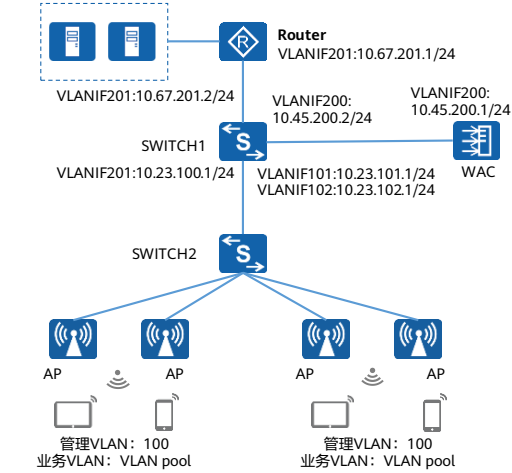 Router
VLANIF201:10.67.201.1/24
VLANIF201:10.67.201.2/24
VLANIF200:
10.45.200.2/24
VLANIF200:
10.45.200.1/24
SWITCH1
WAC
VLANIF201:10.23.100.1/24
VLANIF101:10.23.101.1/24
VLANIF102:10.23.102.1/24
SWITCH2
AP
AP
AP
AP
管理VLAN：100
业务VLAN：VLAN pool
管理VLAN：100
业务VLAN：VLAN pool